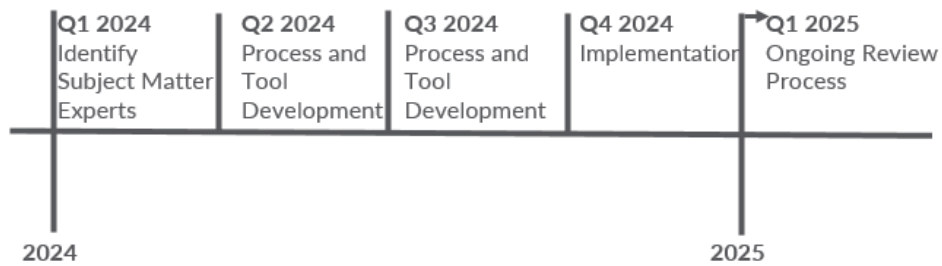 Q1 2024
Identify
Subject Matter
Experts
Q2 2024
Process and
Tool
Development
Q3 2024
Process and
Tool
Development
Q4 2024
Implementation
Q1 2025
Ongoing Review
Process
2024
2025